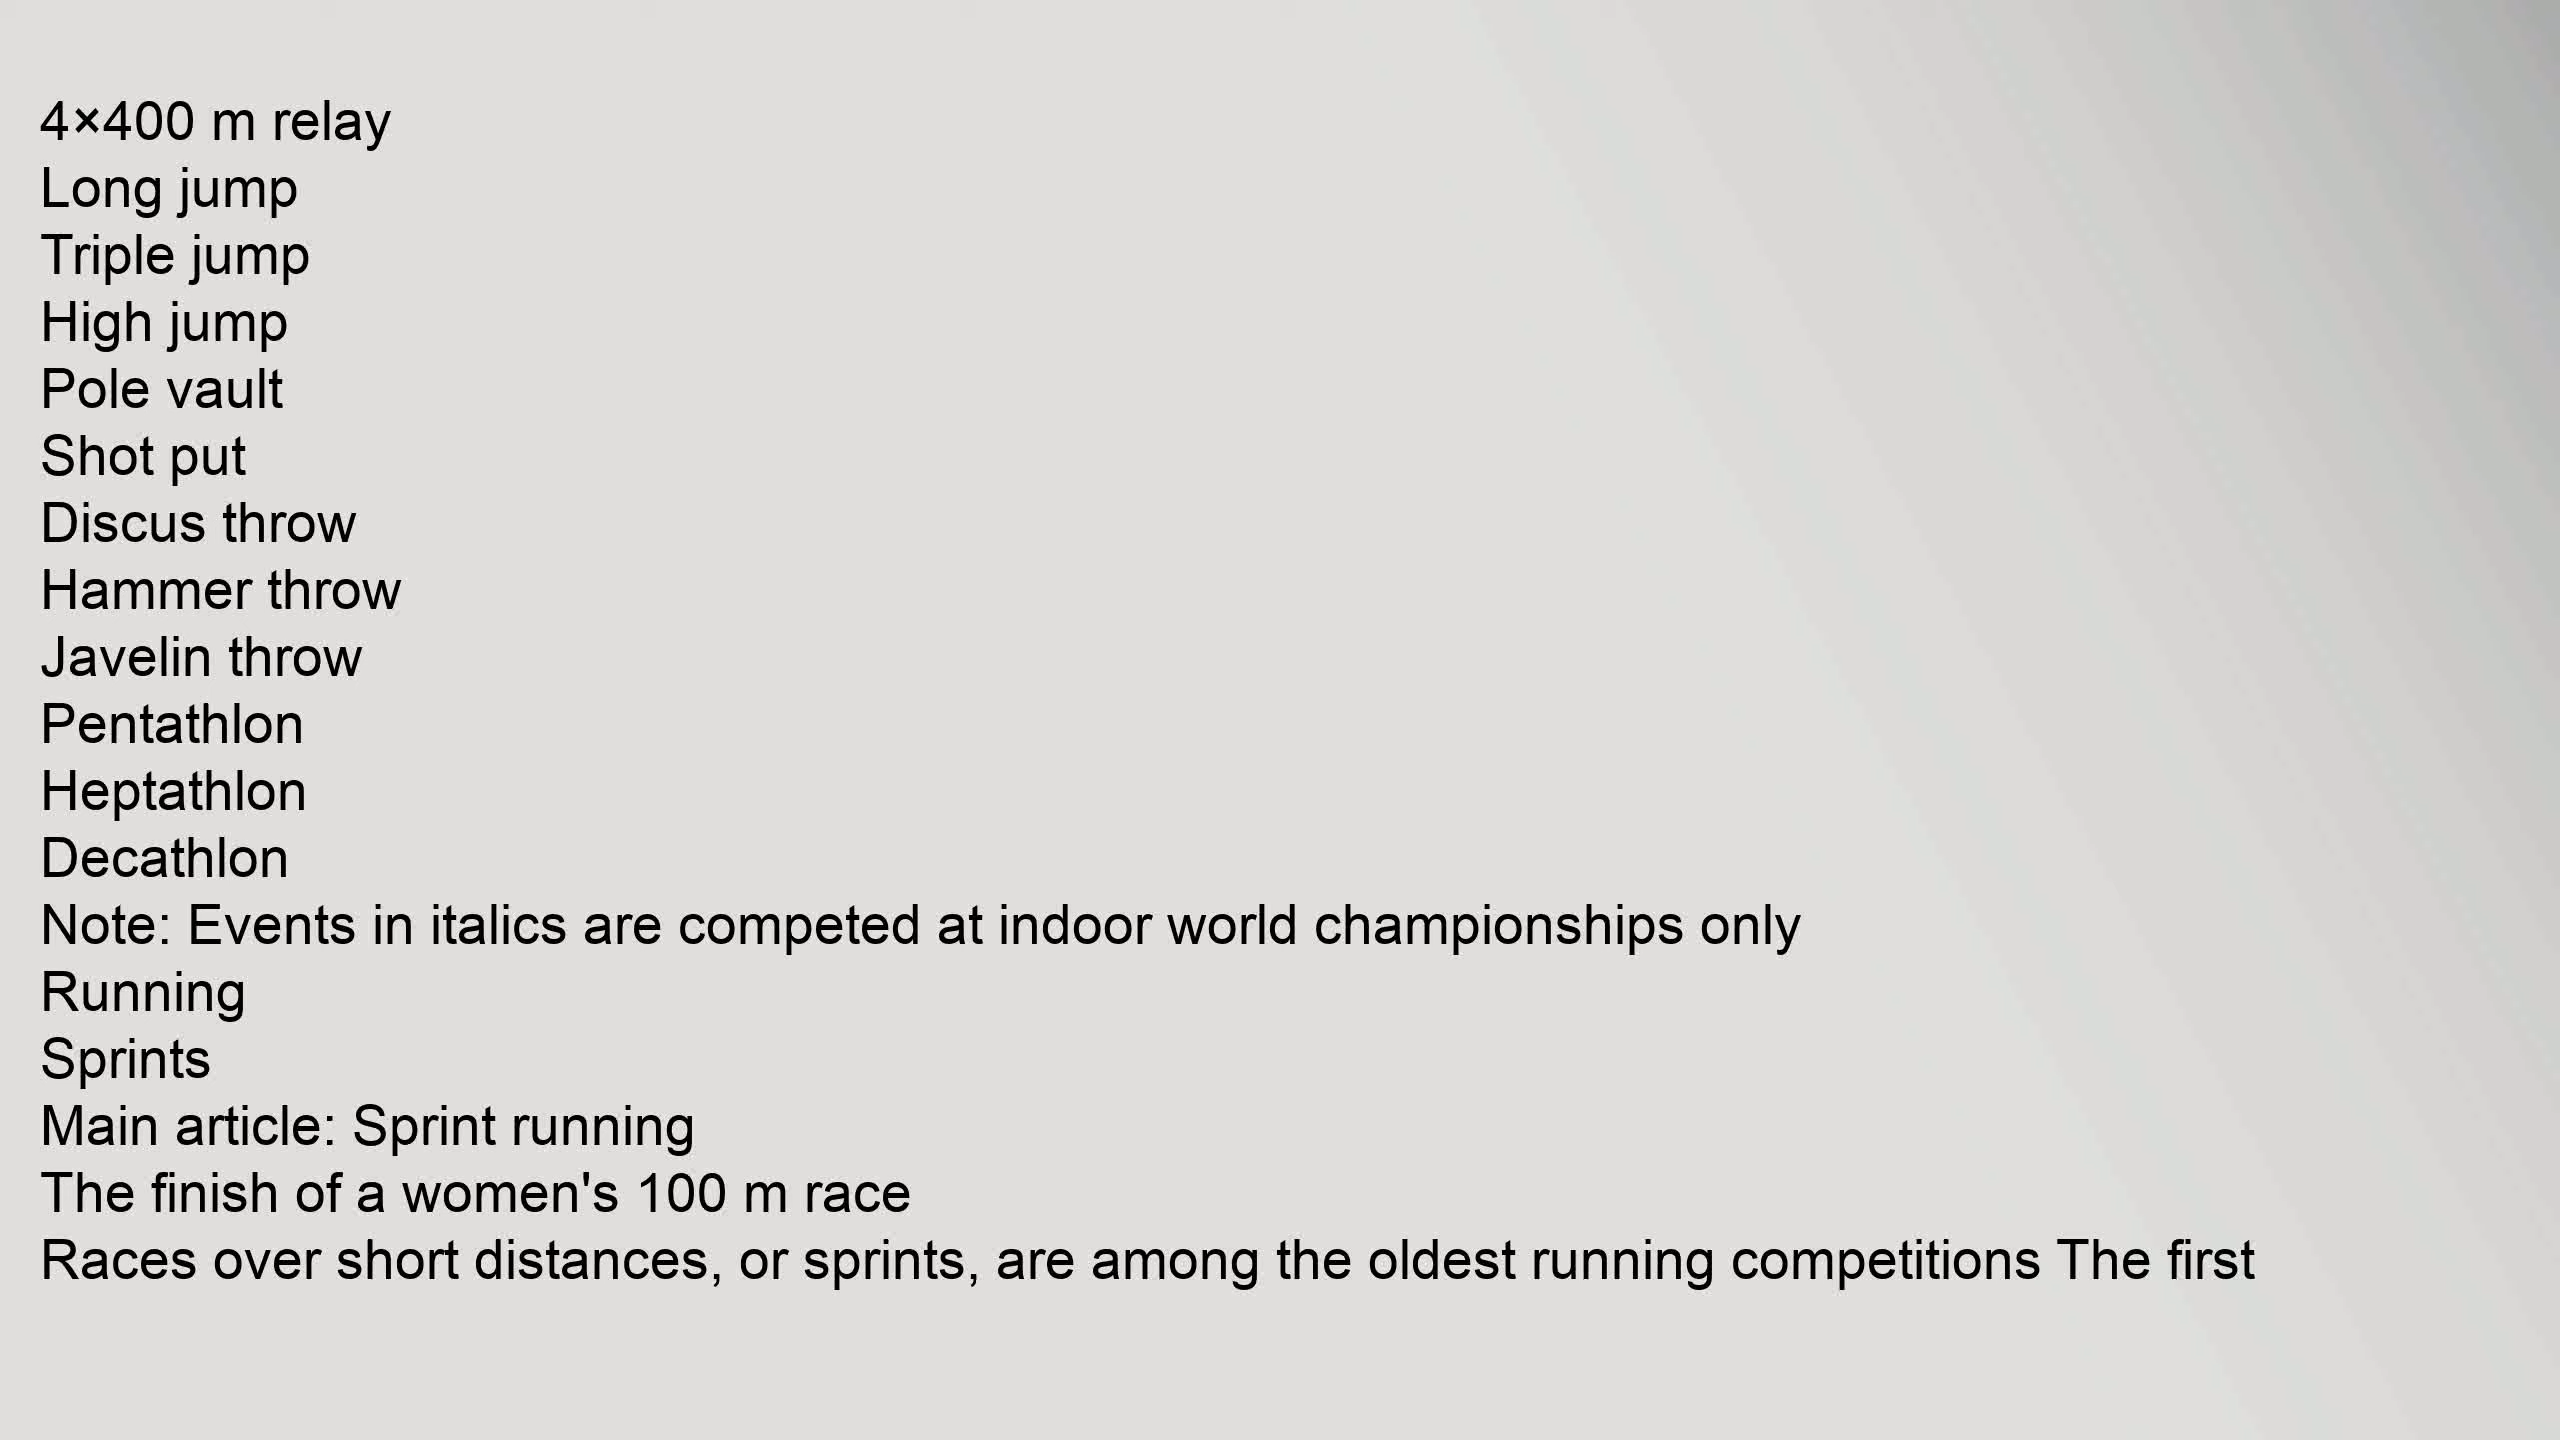 4×400 m relay
Long jump
Triple jump
High jump
Pole vault
Shot put
Discus throw
Hammer throw
Javelin throw
Pentathlon
Heptathlon
Decathlon
Note: Events in italics are competed at indoor world championships only
Running
Sprints
Main article: Sprint running
The finish of a women's 100 m race
Races over short distances, or sprints, are among the oldest running competitions The first